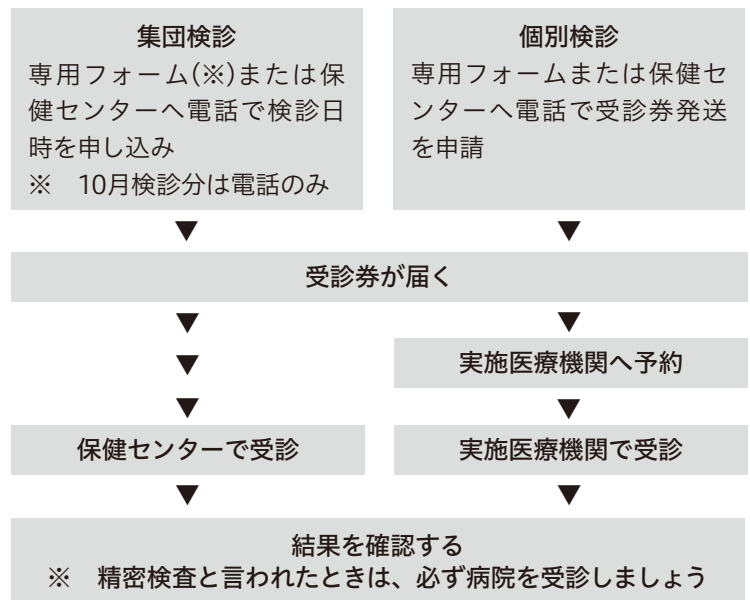 集団検診
専用フォーム(※)または保
健センターへ電話で検診日
時を申し込み
※　10月検診分は電話のみ
個別検診
専用フォームまたは保健セ
ンターへ電話で受診券発送
を申請
▼
▼
受診券が届く
▼
▼
▼
▼
実施医療機関へ予約
▼
保健センターで受診
実施医療機関で受診
▼
▼
結果を確認する
※　精密検査と言われたときは、必ず病院を受診しましょう